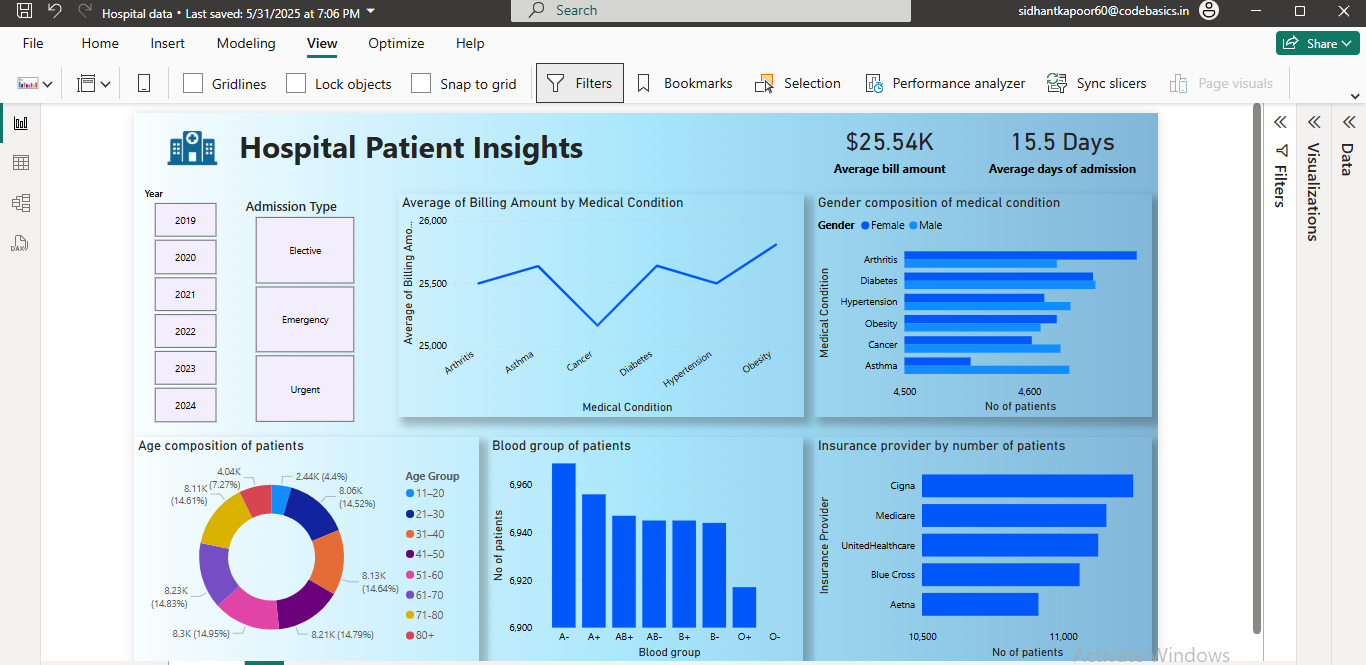 Hospital data • Last saved: 5/31/2025 at 7:06 PM
Search
sidhantkapoor60@codebasics.in
File Home Insert Modeling View Optimize Help
Share
Gridlines Lock objects Snap to grid Filters Bookmarks Selection Performance analyzer Sync slicers Page visuals
Hospital Patient Insights
$25.54K
Average bill amount
15.5 Days
Average days of admission
Year
2019
2020
2021
2022
2023
2024
Admission Type
Elective
Emergency
Urgent
Average of Billing Amount by Medical Condition
Average of Billing Amo...
26,000
25,500
25,000
Arthritis Asthma Cancer Diabetes Hypertension Obesity
Medical Condition
Gender composition of medical condition
Gender Female Male
Medical Condition
Arthritis
Diabetes
Hypertension
Obesity
Cancer
Asthma
4,500 4,600
No of patients
Age composition of patients
4.04K
(7.27%)
2.44K (4.4%)
8.06K
(14.52%)
8.13K
(14.64%)
8.21K (14.79%)
8.3K (14.95%)
8.23K
(14.83%)
8.11K
(14.61%)
Age Group
11–20
21–30
31–40
41–50
51-60
61-70
71-80
80+
Blood group of patients
No of patients
6,960
6,940
6,920
6,900
A- A+ AB+ AB- B+ B- O+ O-
Blood group
Insurance provider by number of patients
Insurance Provider
Cigna
Medicare
UnitedHealthcare
Blue Cross
Aetna
10,500 11,000
No of patients
Filters
Visualizations
Data
DAX
Activate Windows